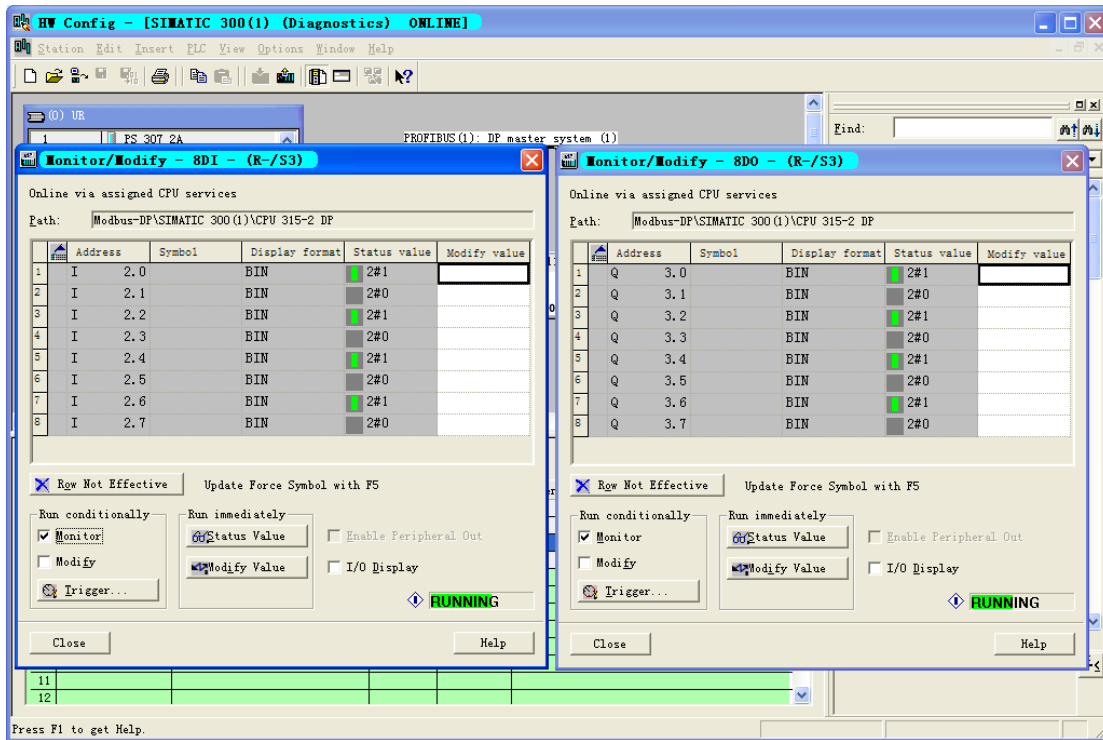 HW Config - [SIMATIC 300(1) (Diagnostics) ONLINE]
Station Edit Insert PLC View Options Window Help
(0) UR
1 PS 307 2A
PROFIBUS(1): DP master system (1)
Find:
Monitor/Modify - 8DI - (R-/S3)
Online via assigned CPU services
Path: Modbus-DP\SIMATIC 300(1)\CPU 315-2 DP
Address Symbol Display format Status value Modify value
1 I 2.0 BIN 2#1
2 I 2.1 BIN 2#0
3 I 2.2 BIN 2#1
4 I 2.3 BIN 2#0
5 I 2.4 BIN 2#1
6 I 2.5 BIN 2#0
7 I 2.6 BIN 2#1
8 I 2.7 BIN 2#0
Row Not Effective Update Force Symbol with F5
Run conditionally Run immediately
Monitor Status Value Enable Peripheral Out
Modify Modify Value I/O Display
Trigger...
RUNNING
Close Help
Monitor/Modify - 8DO - (R-/S3)
Online via assigned CPU services
Path: Modbus-DP\SIMATIC 300(1)\CPU 315-2 DP
Address Symbol Display format Status value Modify value
1 Q 3.0 BIN 2#1
2 Q 3.1 BIN 2#0
3 Q 3.2 BIN 2#1
4 Q 3.3 BIN 2#0
5 Q 3.4 BIN 2#1
6 Q 3.5 BIN 2#0
7 Q 3.6 BIN 2#1
8 Q 3.7 BIN 2#0
Row Not Effective Update Force Symbol with F5
Run conditionally Run immediately
Monitor Status Value Enable Peripheral Out
Modify Modify Value I/O Display
Trigger...
RUNNING
Close Help
11
12
Press F1 to get Help.